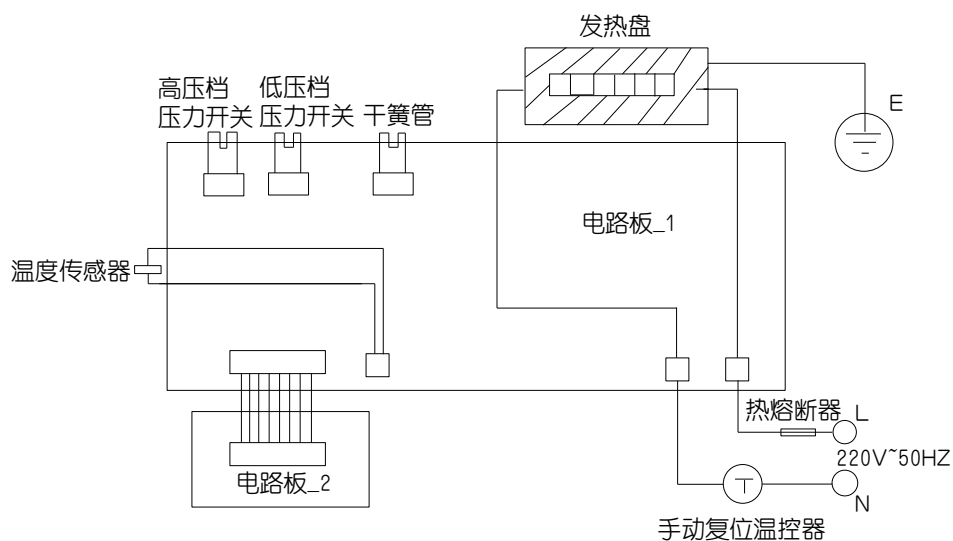 发热盘
高压档
压力开关
低压档
压力开关
干簧管
E
电路板_1
温度传感器
热熔断器
L
220V~50HZ
电路板_2
T
N
手动复位温控器